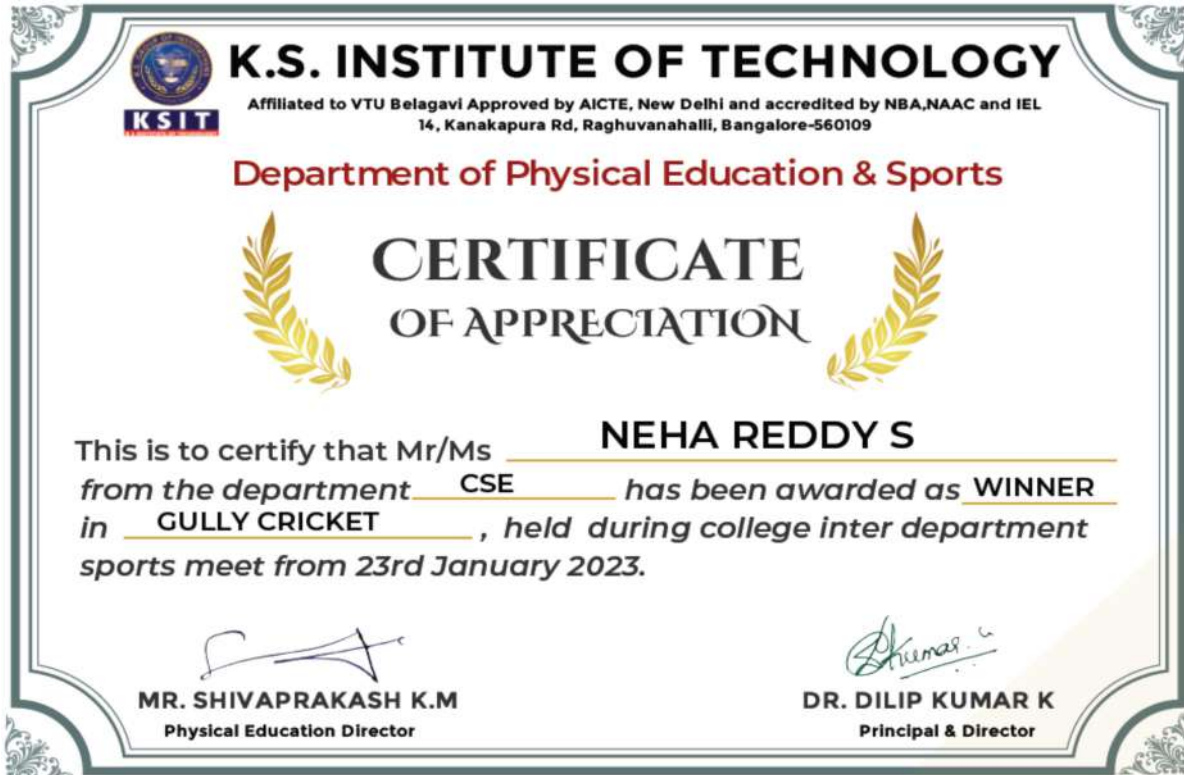 K.S. INSTITUTE OF TECHNOLOGY
Affiliated to VTU Belagavi Approved by AICTE, New Delhi and accredited by NBA,NAAC and IEL
KSIT
14, Kanakapura Rd, Raghuvanahalli, Bangalore-560109
Department of Physical Education & Sports
CERTIFICATE
OF APPRECIATION
This is to certify that Mr/Ms NEHA REDDY S
from the department CSE has been awarded as WINNER
in GULLY CRICKET , held during college inter department
sports meet from 23rd January 2023.
MR. SHIVAPRAKASH K.M
Physical Education Director
DR. DILIP KUMAR K
Principal & Director